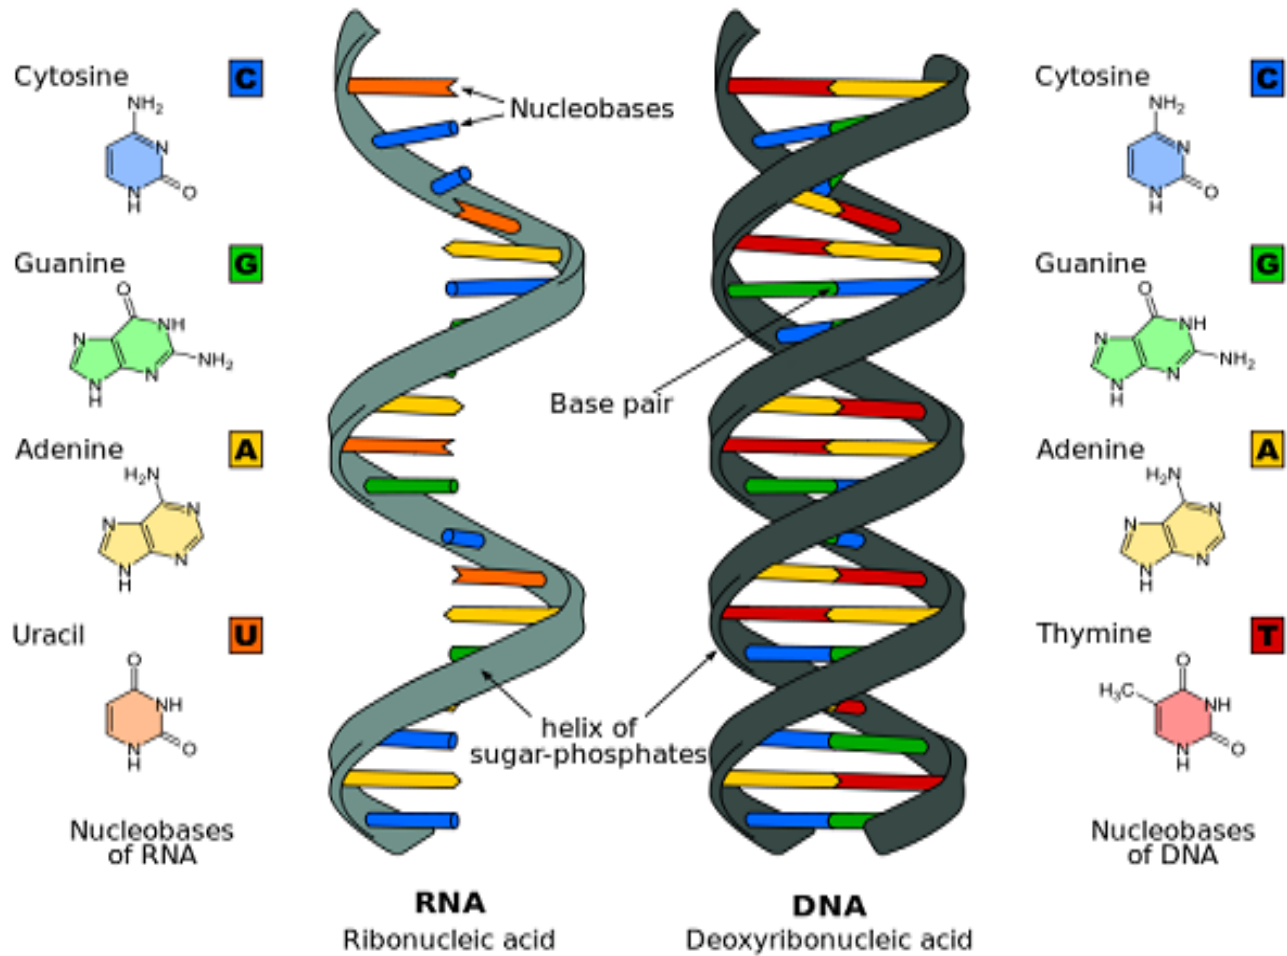 Cytosine
C
NH2
N
N
H
O
Guanine
G
O
N
NH
N
H
N
NH2
Adenine
A
H2N
N
N
N
H
N
Uracil
U
O
NH
N
H
O
Nucleobases
of RNA
Nucleobases
Base pair
helix of
sugar-phosphates
RNA
Ribonucleic acid
DNA
Deoxyribonucleic acid
Cytosine
C
NH2
N
N
H
O
Guanine
G
O
N
NH
N
H
N
NH2
Adenine
A
H2N
N
N
N
H
N
Thymine
T
O
H3C
NH
N
H
O
Nucleobases
of DNA